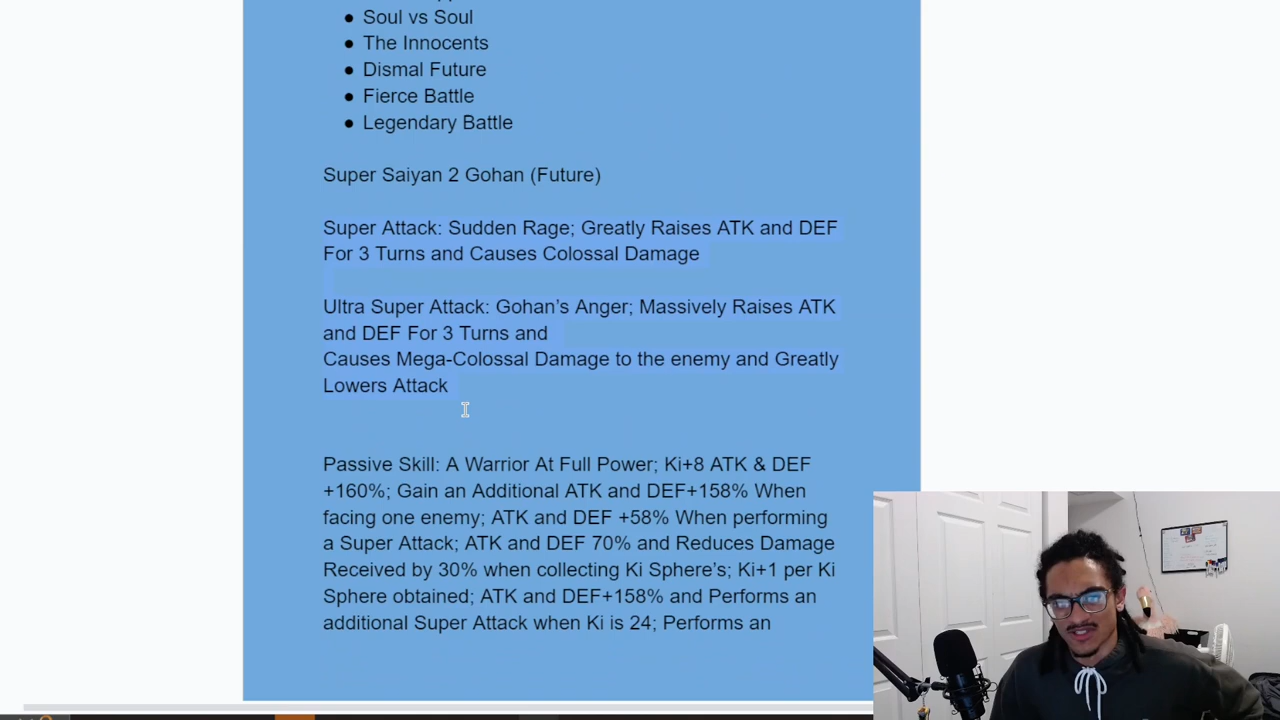 ● Soul vs Soul
● The Innocents
● Dismal Future
● Fierce Battle
● Legendary Battle
Super Saiyan 2 Gohan (Future)
Super Attack: Sudden Rage; Greatly Raises ATK and DEF
For 3 Turns and Causes Colossal Damage
Ultra Super Attack: Gohan’s Anger; Massively Raises ATK
and DEF For 3 Turns and
Causes Mega-Colossal Damage to the enemy and Greatly
Lowers Attack
Passive Skill: A Warrior At Full Power; Ki+8 ATK & DEF
+160%; Gain an Additional ATK and DEF+158% When
facing one enemy; ATK and DEF +58% When performing
a Super Attack; ATK and DEF 70% and Reduces Damage
Received by 30% when collecting Ki Sphere’s; Ki+1 per Ki
Sphere obtained; ATK and DEF+158% and Performs an
additional Super Attack when Ki is 24; Performs an